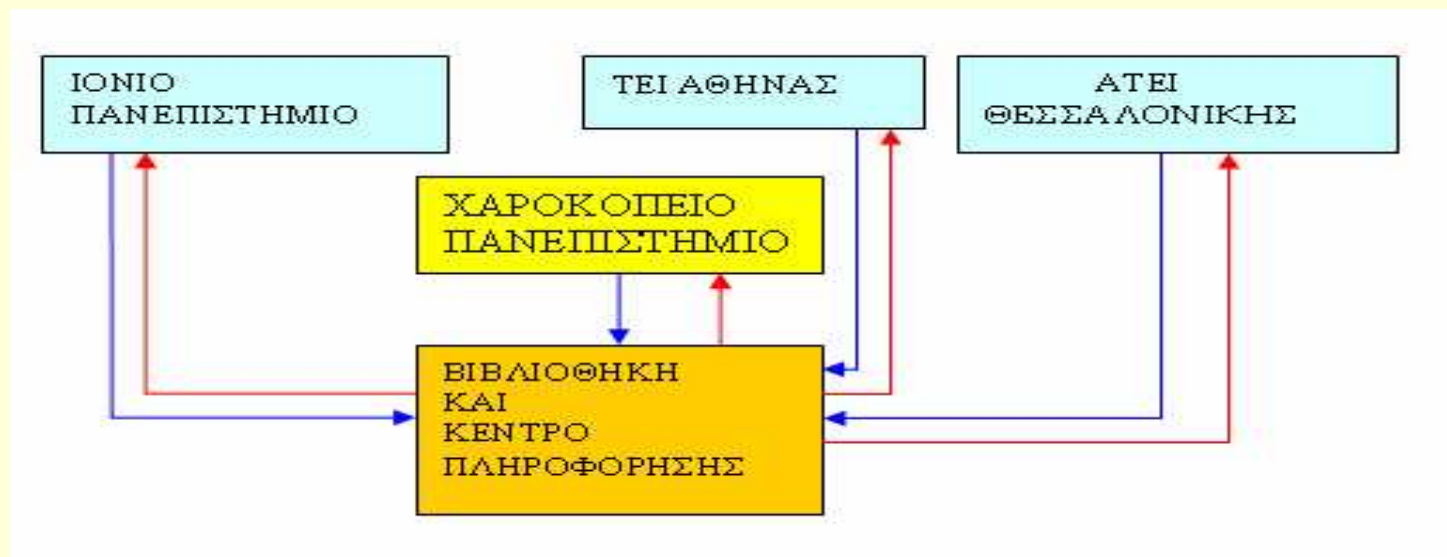 ΙΟΝΙΟ
ΠΑΝΕΠΙΣΤΗΜΙΟ
ΤΕΙ ΑΘΗΝΑΣ
ΑΤΕΙ
ΘΕΣΣΑΛΟΝΙΚΗΣ
ΧΑΡΟΚΟΠΕΙΟ
ΠΑΝΕΠΙΣΤΗΜΙΟ
ΒΙΒΛΙΟΘΗΚΗ
ΚΑΙ
ΚΕΝΤΡΟ
ΠΛΗΡΟΦΟΡΗΣΗΣ